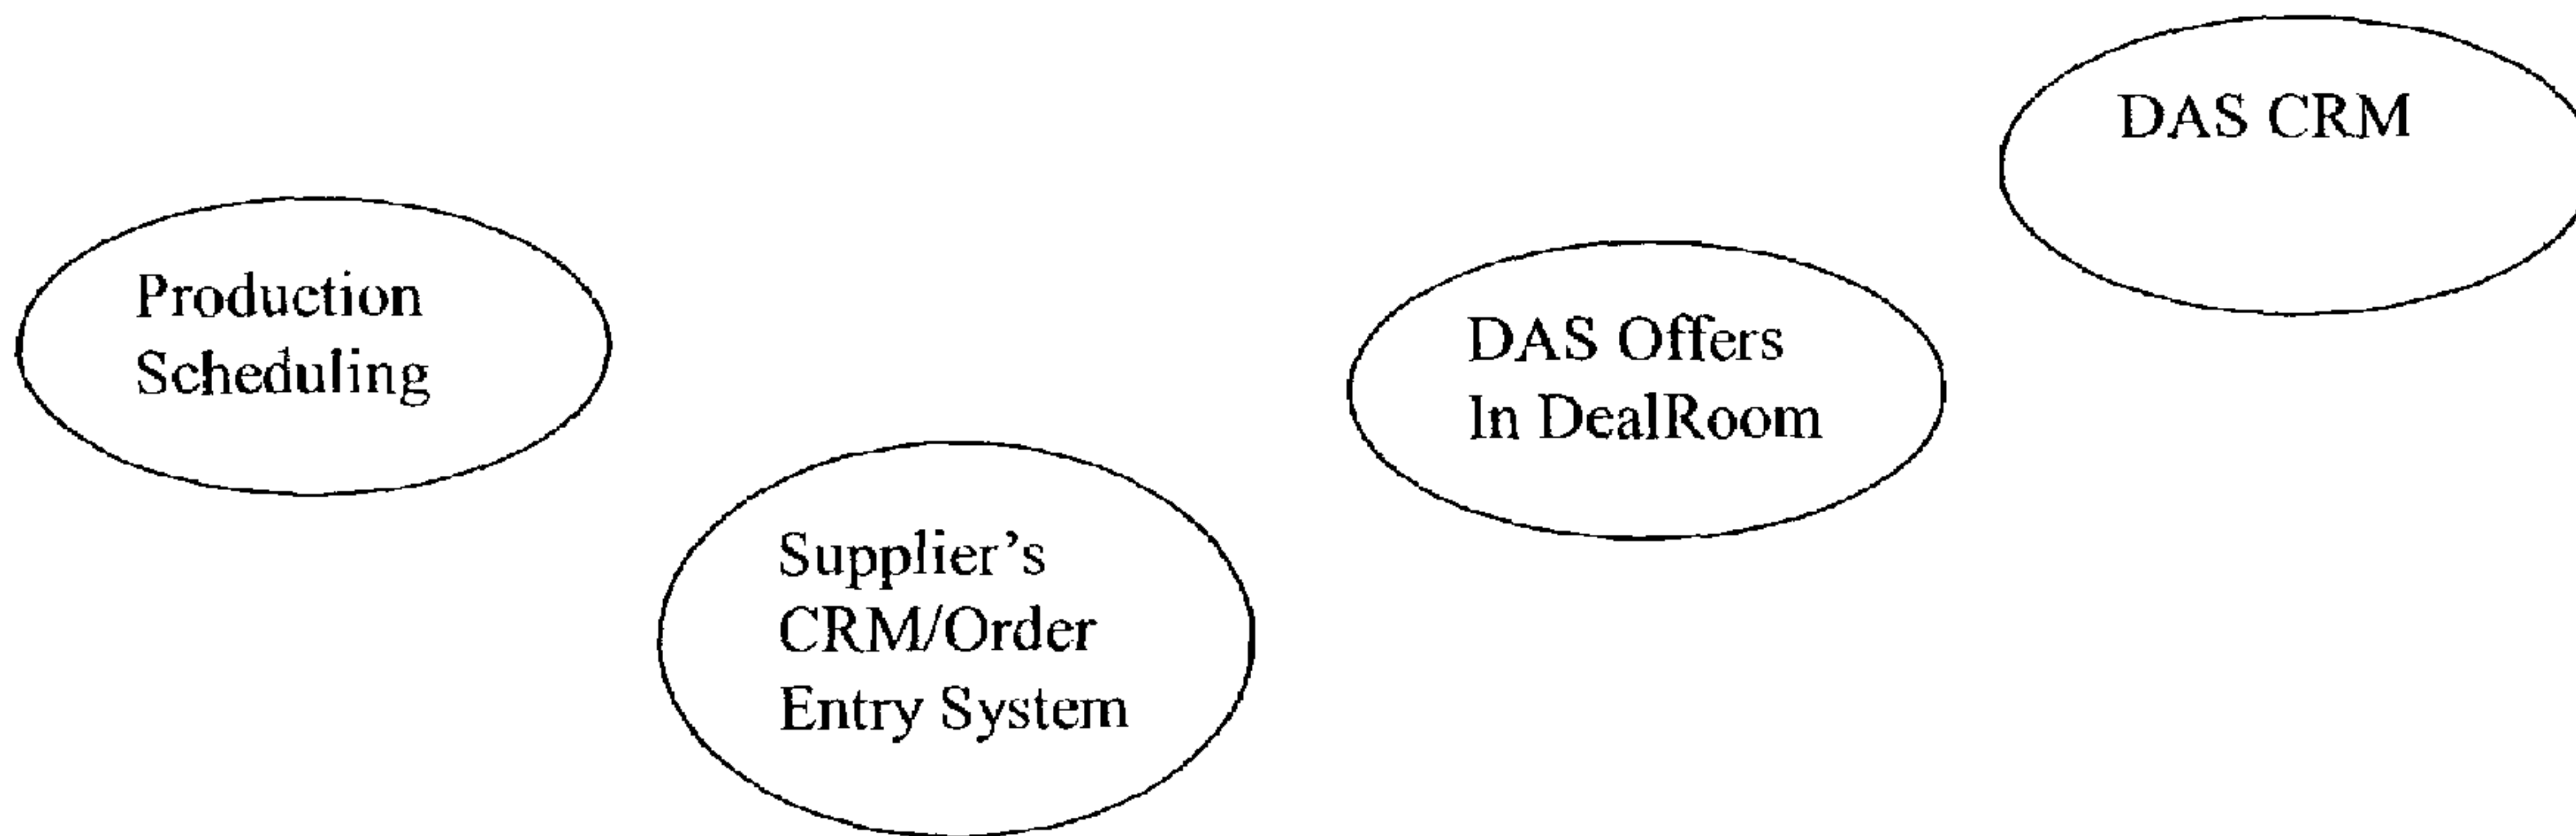 DAS CRM
Production
Scheduling
DAS Offers
In DealRoom
Supplier’s
CRM/Order
Entry System